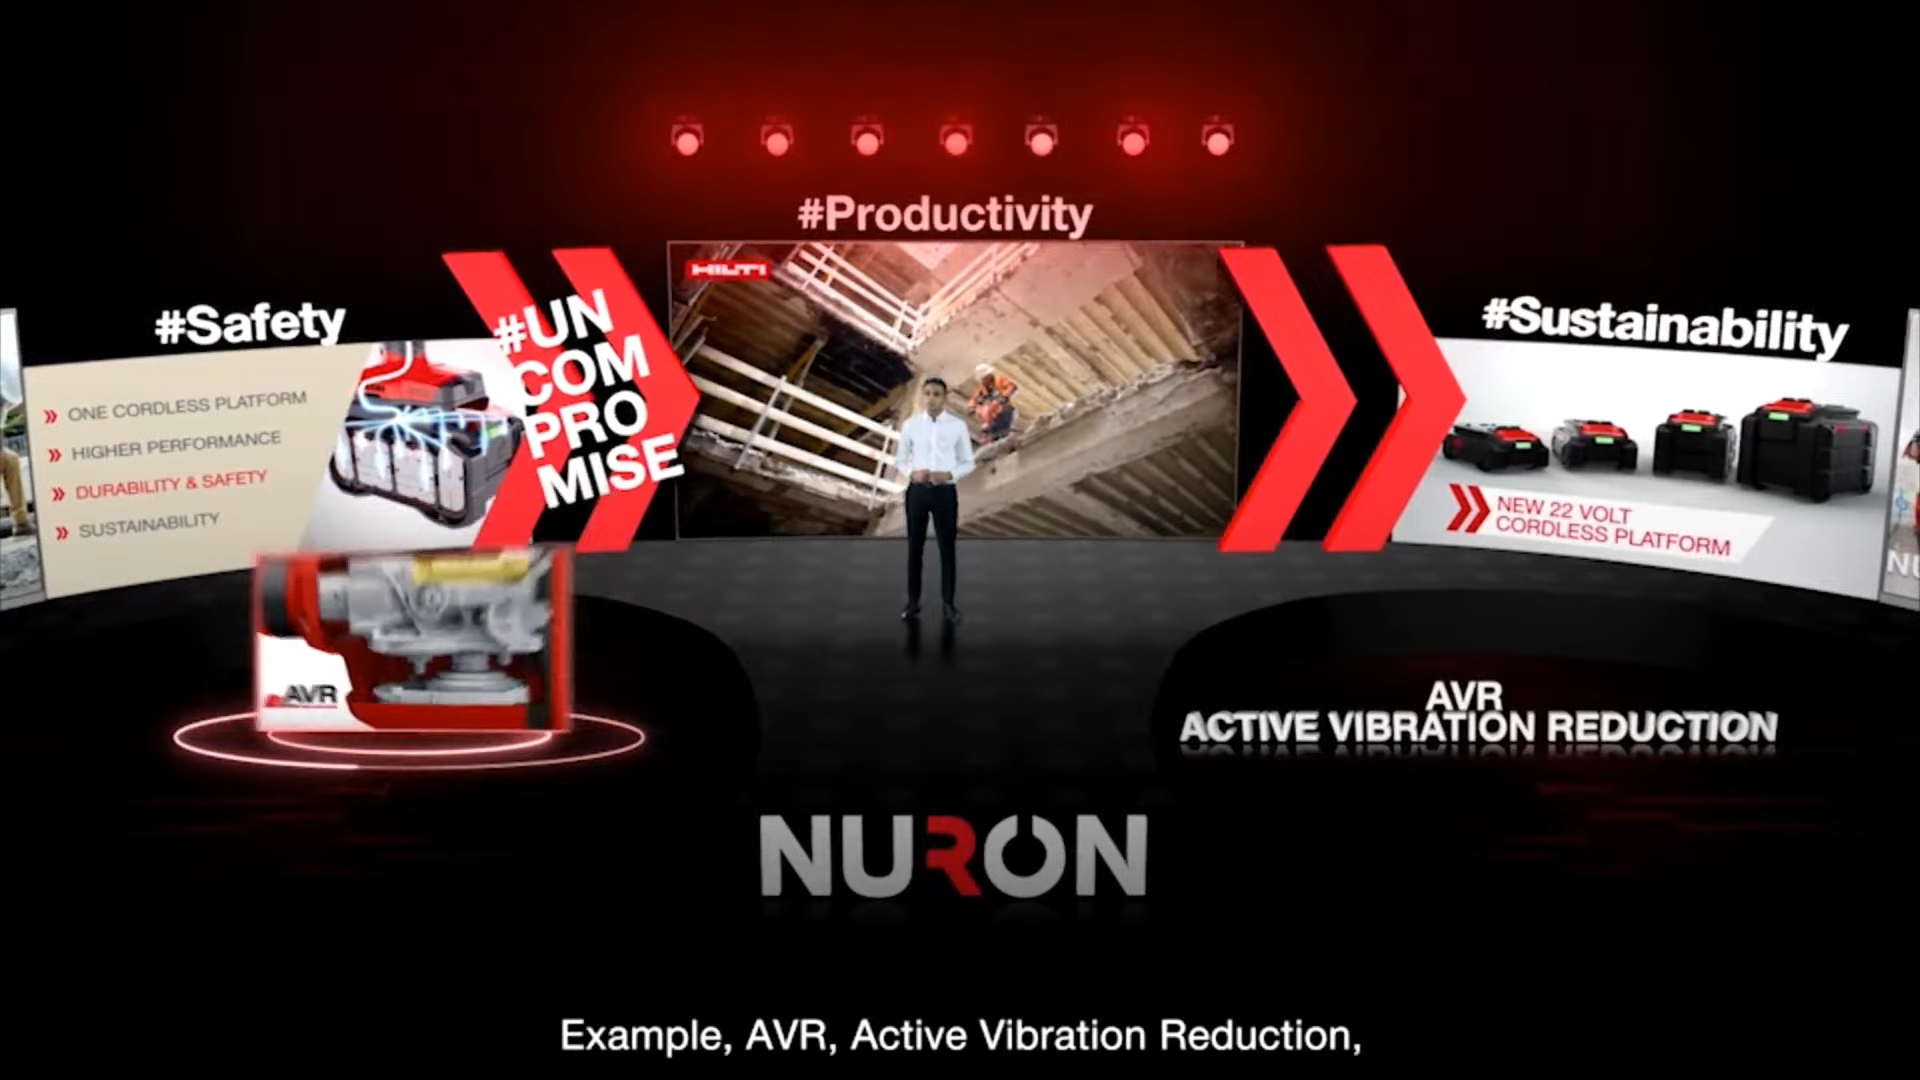 #Productivity
HILTI
#Safety
ONE CORDLESS PLATFORM
HIGHER PERFORMANCE
DURABILITY & SAFETY
SUSTAINABILITY
#UN
COM
PRO
MISE
#Sustainability
NEW 22 VOLT
CORDLESS PLATFORM
NU
AVR
AVR
ACTIVE VIBRATION REDUCTION
NURON
Example, AVR, Active Vibration Reduction,